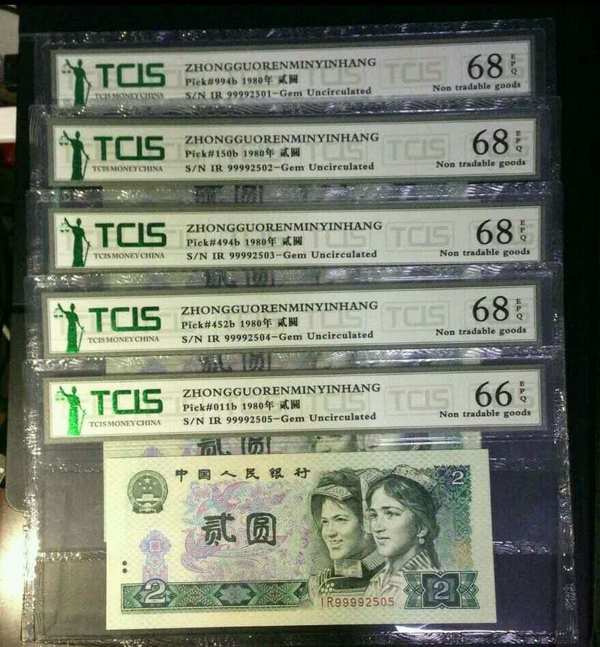 TCIS
TCIS MONEY CHINA
ZHONGGUORENMINYINHANG
Pick#994b 1980年 贰圆
S/N IR 99992501-Gem Uncirculated
68 EPQ
Non tradable goods
TCIS
TCIS MONEY CHINA
ZHONGGUORENMINYINHANG
Pick#150b 1980年 贰圆
S/N IR 99992502-Gem Uncirculated
68 EPQ
Non tradable goods
TCIS
TCIS MONEY CHINA
ZHONGGUORENMINYINHANG
Pick#494b 1980年 贰圆
S/N IR 99992503-Gem Uncirculated
68 EPQ
Non tradable goods
TCIS
TCIS MONEY CHINA
ZHONGGUORENMINYINHANG
Pick#452b 1980年 贰圆
S/N IR 99992504-Gem Uncirculated
68 EPQ
Non tradable goods
TCIS
TCIS MONEY CHINA
ZHONGGUORENMINYINHANG
Pick#011b 1980年 贰圆
S/N IR 99992505-Gem Uncirculated
66 EPQ
Non tradable goods
中国人民银行
2
贰圆
2
IR99992505
2